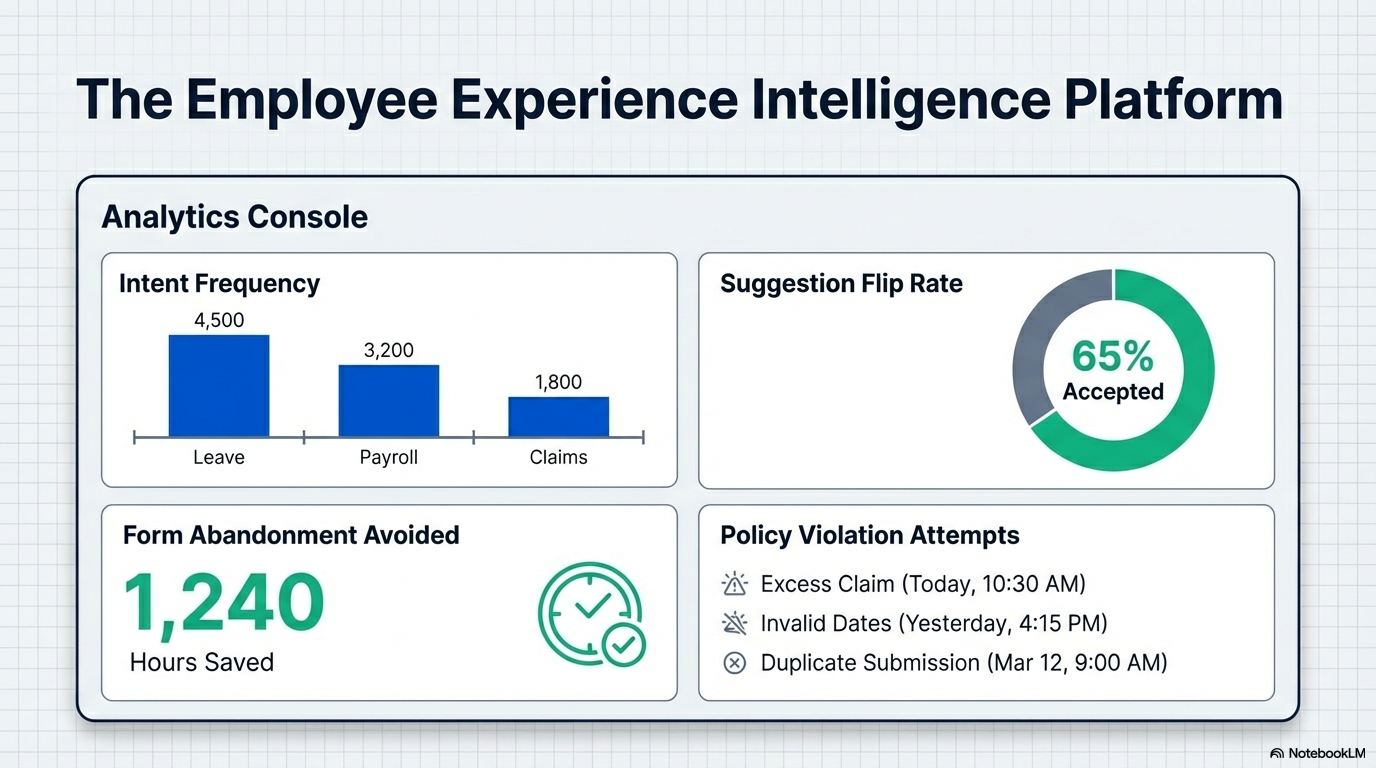 The Employee Experience Intelligence Platform
Analytics Console
Intent Frequency
4,500
3,200
1,800
Leave
Payroll
Claims
Suggestion Flip Rate
65%
Accepted
Form Abandonment Avoided
1,240
Hours Saved
Policy Violation Attempts
Excess Claim (Today, 10:30 AM)
Invalid Dates (Yesterday, 4:15 PM)
Duplicate Submission (Mar 12, 9:00 AM)
NotebookLM